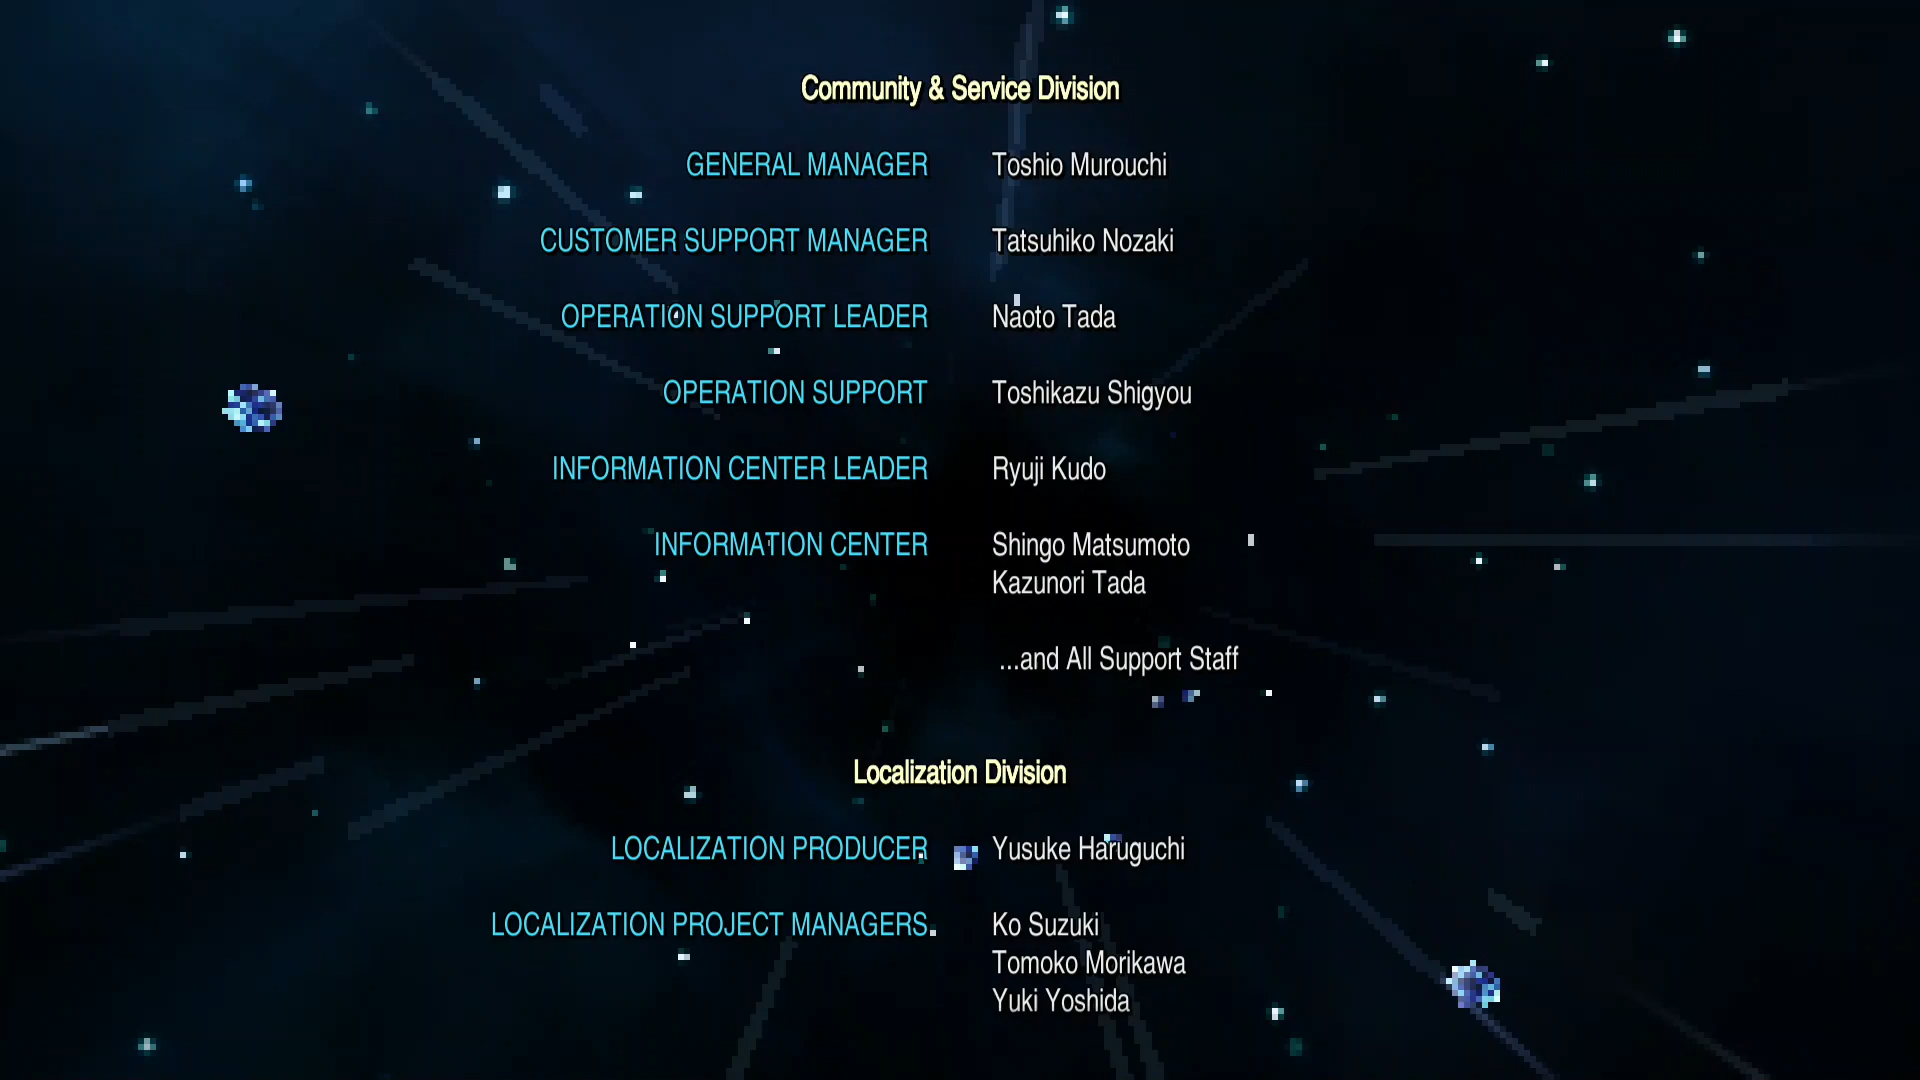 Community & Service Division
GENERAL MANAGER Toshio Murouchi
CUSTOMER SUPPORT MANAGER Tatsuhiko Nozaki
OPERATION SUPPORT LEADER Naoto Tada
OPERATION SUPPORT Toshikazu Shigyou
INFORMATION CENTER LEADER Ryuji Kudo
INFORMATION CENTER Shingo Matsumoto
Kazunori Tada
...and All Support Staff
Localization Division
LOCALIZATION PRODUCER Yusuke Haruguchi
LOCALIZATION PROJECT MANAGERS Ko Suzuki
Tomoko Morikawa
Yuki Yoshida